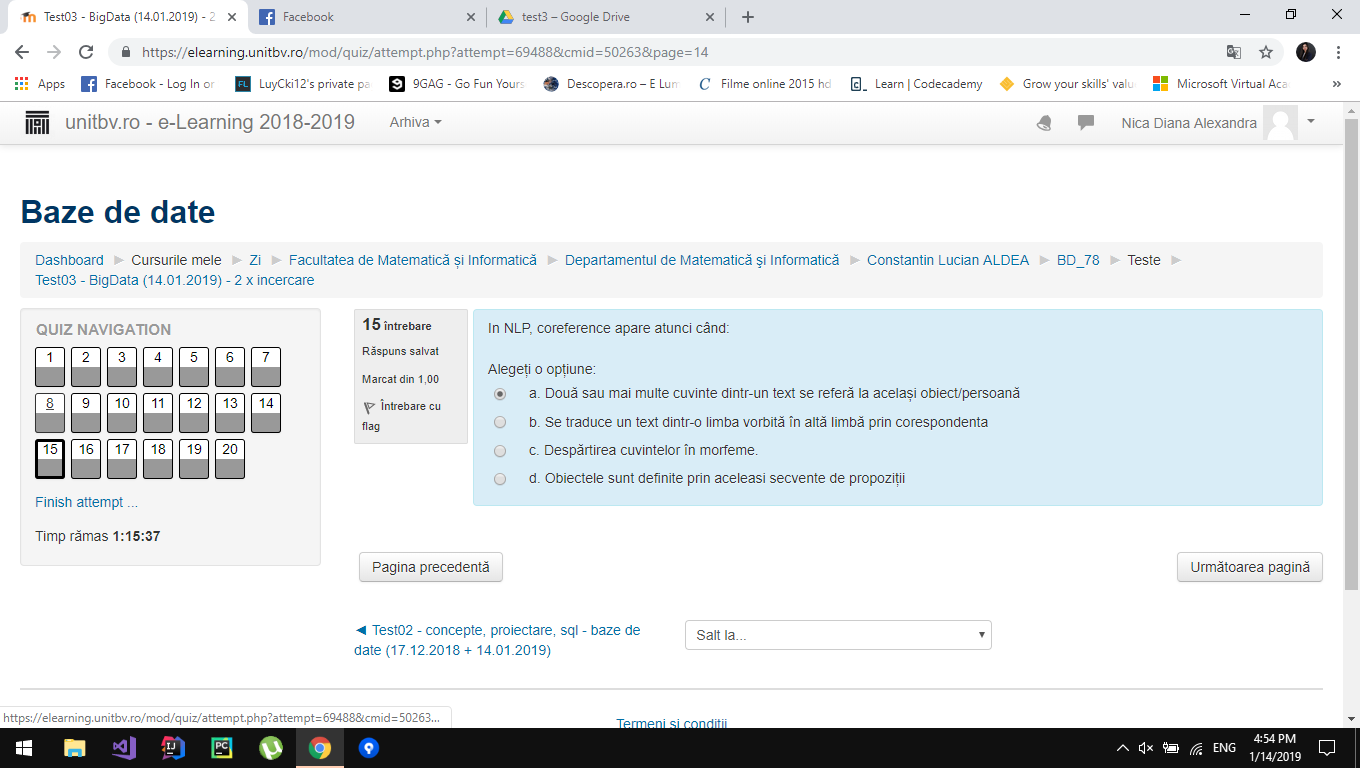 Test03 - BigData (14.01.2019) - 2
Facebook
test3 – Google Drive
https://elearning.unitbv.ro/mod/quiz/attempt.php?attempt=69488&cmid=50263&page=14
Apps
Facebook - Log In or
LuyCki12's private pa
9GAG - Go Fun Yours
Descopera.ro – E Lum
Filme online 2015 hd
Learn | Codecademy
Grow your skills' valu
Microsoft Virtual Aca
»
unitbv.ro - e-Learning 2018-2019
Arhiva
Nica Diana Alexandra
Baze de date
Dashboard ► Cursurile mele ► Zi ► Facultatea de Matematică și Informatică ► Departamentul de Matematică şi Informatică ► Constantin Lucian ALDEA ► BD_78 ► Teste ►
Test03 - BigData (14.01.2019) - 2 x incercare
QUIZ NAVIGATION
1 2 3 4 5 6 7
8 9 10 11 12 13 14
15 16 17 18 19 20
Finish attempt ...
Timp rămas 1:15:37
15 întrebare
Răspuns salvat
Marcat din 1,00
Întrebare cu
flag
In NLP, coreference apare atunci când:
Alegeți o opțiune:
a. Două sau mai multe cuvinte dintr-un text se referă la același obiect/persoană
b. Se traduce un text dintr-o limba vorbită în altă limbă prin corespondenta
c. Despărtirea cuvintelor în morfeme.
d. Obiectele sunt definite prin aceleasi secvente de propoziții
Pagina precedentă
Următoarea pagină
◄ Test02 - concepte, proiectare, sql - baze de
date (17.12.2018 + 14.01.2019)
Salt la...
https://elearning.unitbv.ro/mod/quiz/attempt.php?attempt=69488&cmid=50263...
Termeni si conditii
ENG
4:54 PM
1/14/2019